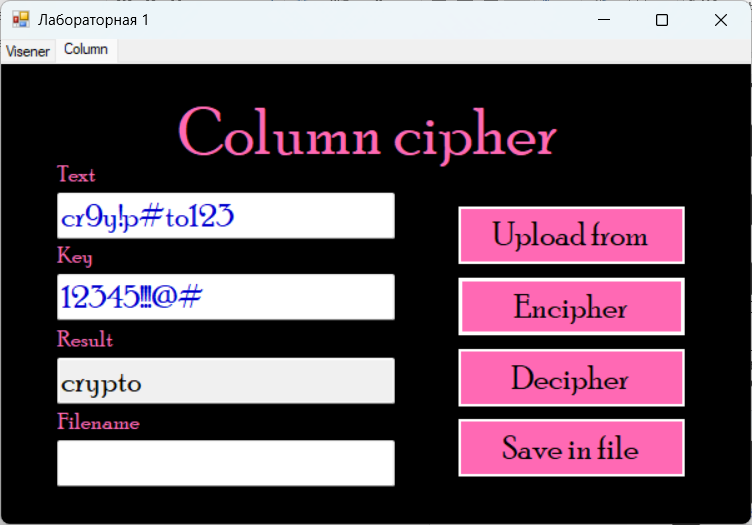 Лабораторная 1
Visener
Column
Column cipher
Text
cr9y!p#to123
Key
12345!!!@#
Result
crypto
Filename
Upload from
Encipher
Decipher
Save in file